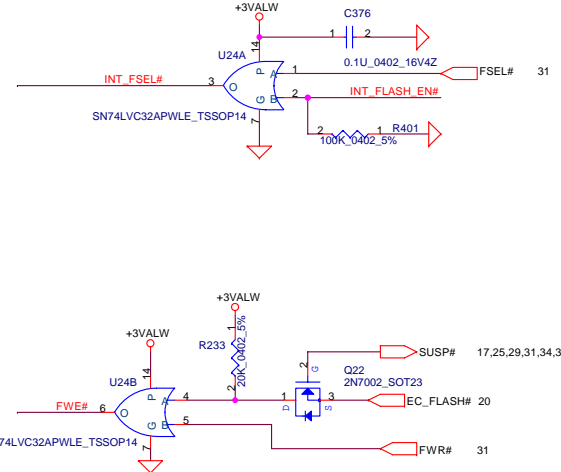 +3VALW
C376
1 2
14
U24A
0.1U_0402_16V4Z
P A 1
FSEL# 31
INT_FSEL# 3 O
INT_FLASH_EN#
G B 2
SN74LVC32APWLE_TSSOP14
7
2 1 R401
100K_0402_5%
+3VALW
1
R233
20K_0402_5%
2
+3VALW
SUSP# 17,25,29,31,34,3
14
U24B
2
G
Q22
2N7002_SOT23
P A 4
1 3
D S
EC_FLASH# 20
FWE# 6 O
G B 5
74LVC32APWLE_TSSOP14
7
FWR# 31